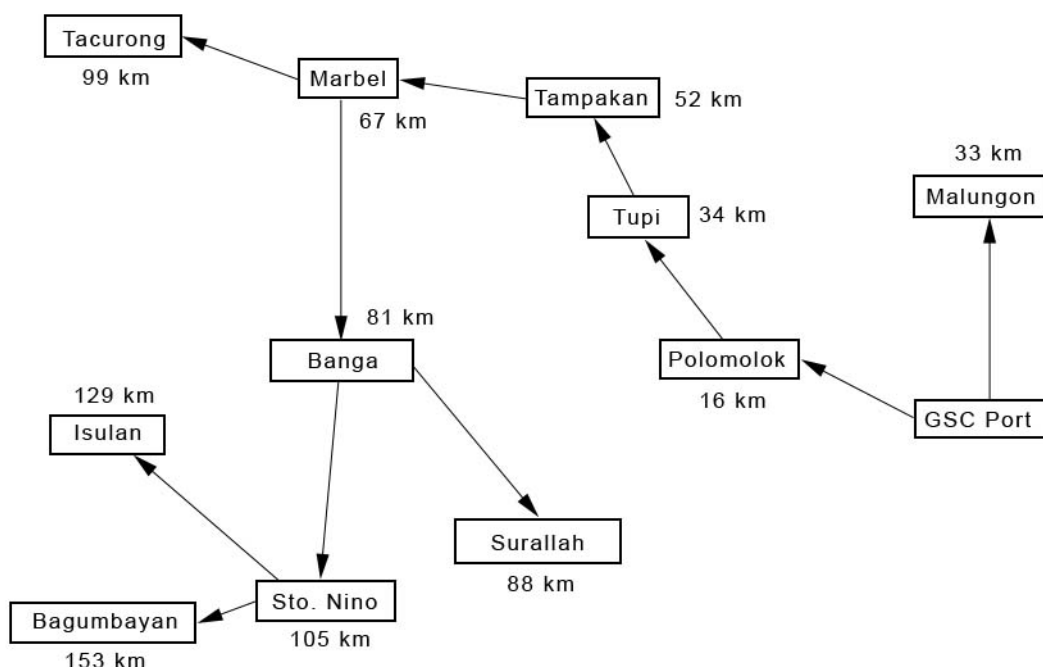 Tacurong
99 km
Marbel
67 km
Tampakan
52 km
33 km
Malungon
Tupi
34 km
81 km
Banga
Polomolok
16 km
129 km
Isulan
GSC Port
Surallah
88 km
Sto. Nino
105 km
Bagumbayan
153 km